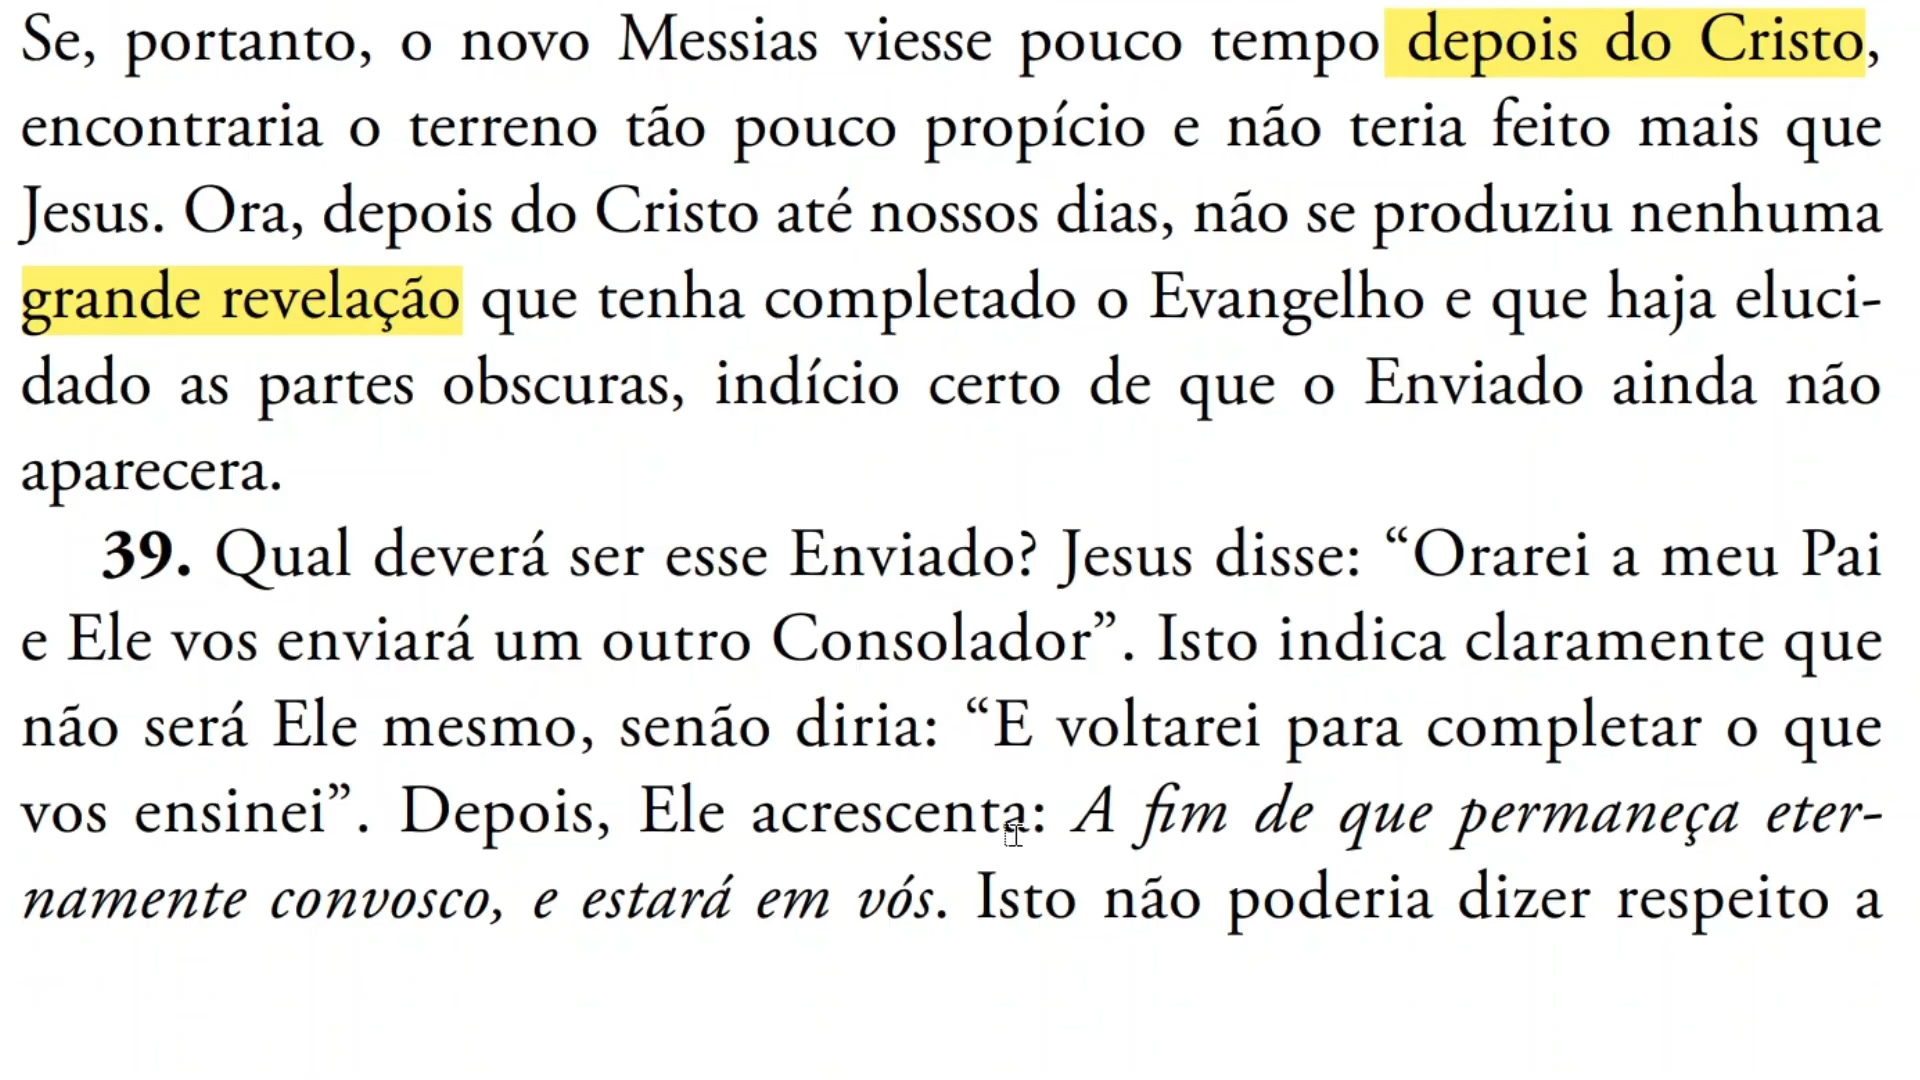 Se, portanto, o novo Messias viesse pouco tempo depois do Cristo,
encontraria o terreno tão pouco propício e não teria feito mais que
Jesus. Ora, depois do Cristo até nossos dias, não se produziu nenhuma
grande revelação que tenha completado o Evangelho e que haja eluci-
dado as partes obscuras, indício certo de que o Enviado ainda não
aparecera.
39. Qual deverá ser esse Enviado? Jesus disse: “Orarei a meu Pai
e Ele vos enviará um outro Consolador”. Isto indica claramente que
não será Ele mesmo, senão diria: “E voltarei para completar o que
vos ensinei”. Depois, Ele acrescenta: A fim de que permaneça eter-
namente convosco, e estará em vós. Isto não poderia dizer respeito a